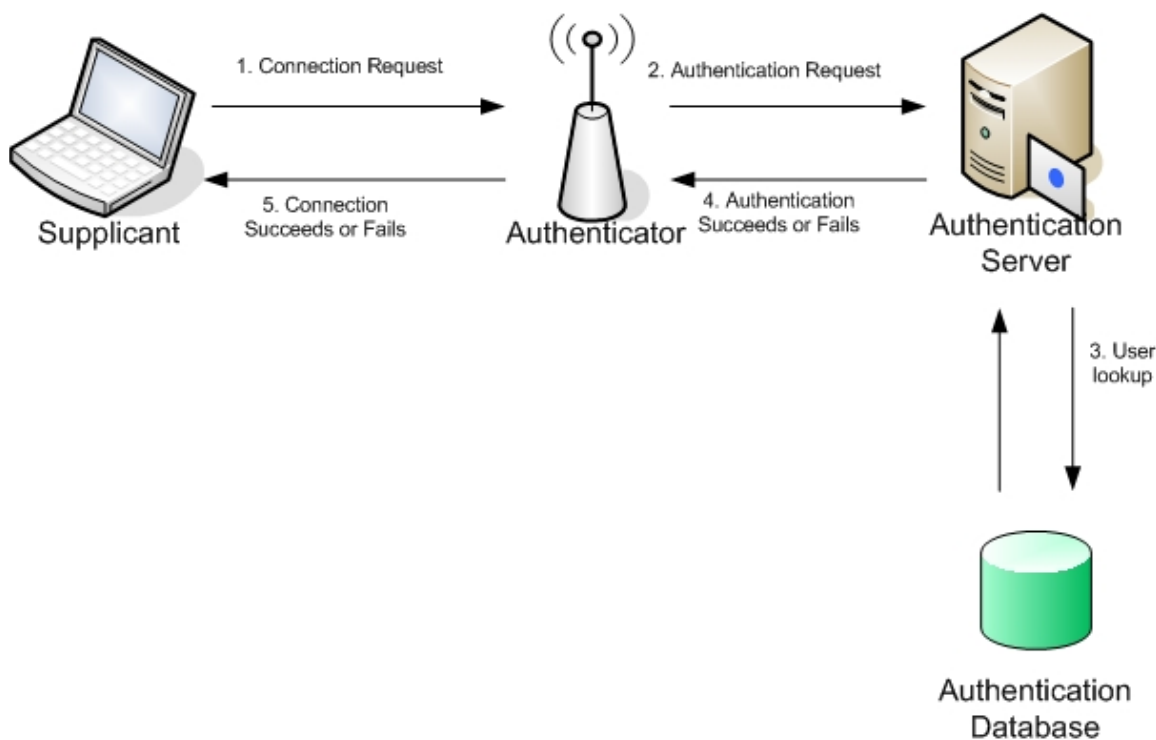 1. Connection Request
2. Authentication Request
5. Connection
Succeeds or Fails
4. Authentication
Succeeds or Fails
Supplicant
Authenticator
Authentication
Server
3. User
lookup
Authentication
Database